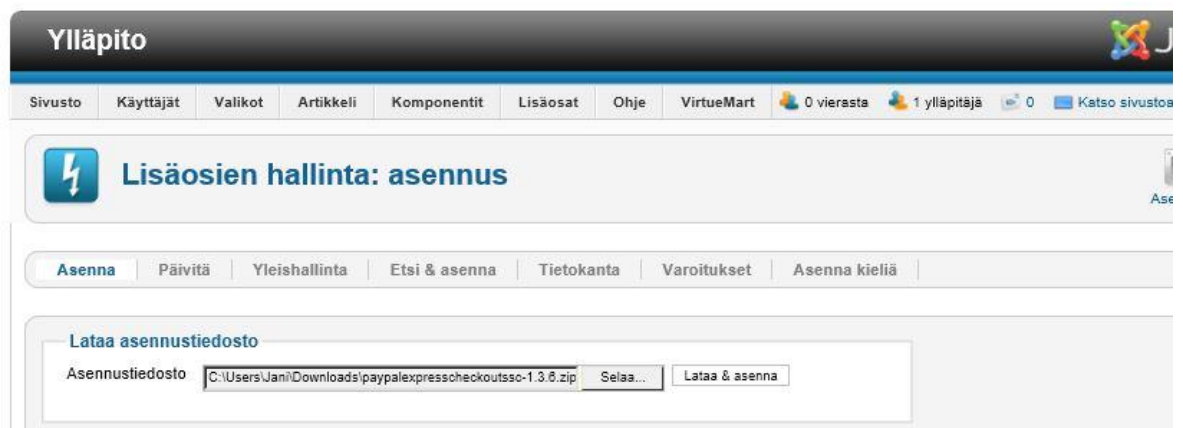 Ylläpito
Sivusto Käyttäjät Valikot Artikkeli Komponentit Lisäosat Ohje VirtueMart 0 vierasta 1 ylläpitäjä 0 Katso sivustoa
Lisäosien hallinta: asennus
Ase
Asenna Päivitä Yleishallinta Etsi & asenna Tietokanta Varoitukset Asenna kieliä
Lataa asennustiedosto
Asennustiedosto C:\Users\Jani\Downloads\paypalexpresscheckoutssc-1.3.6.zip Selaa... Lataa & asenna